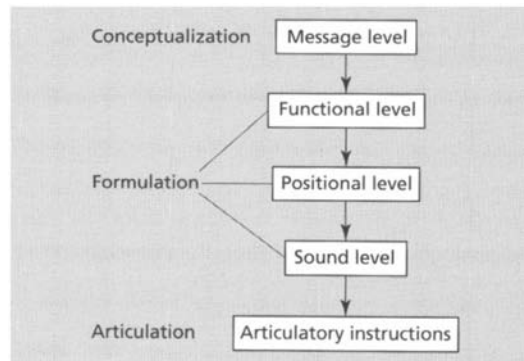 Conceptualization Message level
Functional level
Formulation Positional level
Sound level
Articulation Articulatory instructions